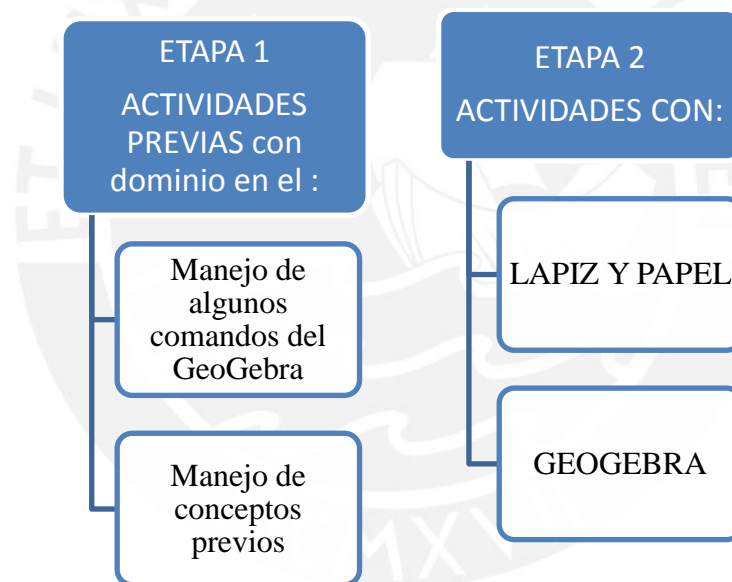 ETAPA 1
ACTIVIDADES
PREVIAS con
dominio en el :
Manejo de
algunos
comandos del
GeoGebra
Manejo de
conceptos
previos
ETAPA 2
ACTIVIDADES CON:
LAPIZ Y PAPEL
GEOGEBRA